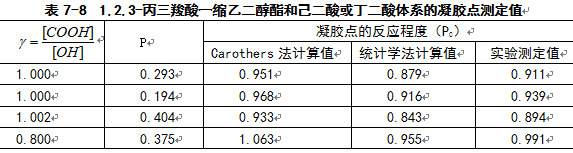 表 7-8 1,2,3-丙三羧酸一缩乙二醇酯和己二酸或丁二酸体系的凝胶点测定值
γ=[COOH]/[OH] P 凝胶点的反应程度（Pc）
Carothers 法计算值 统计学法计算值 实验测定值
1.000 0.293 0.951 0.879 0.911
1.000 0.194 0.968 0.916 0.939
1.002 0.404 0.933 0.843 0.894
0.800 0.375 1.063 0.955 0.991